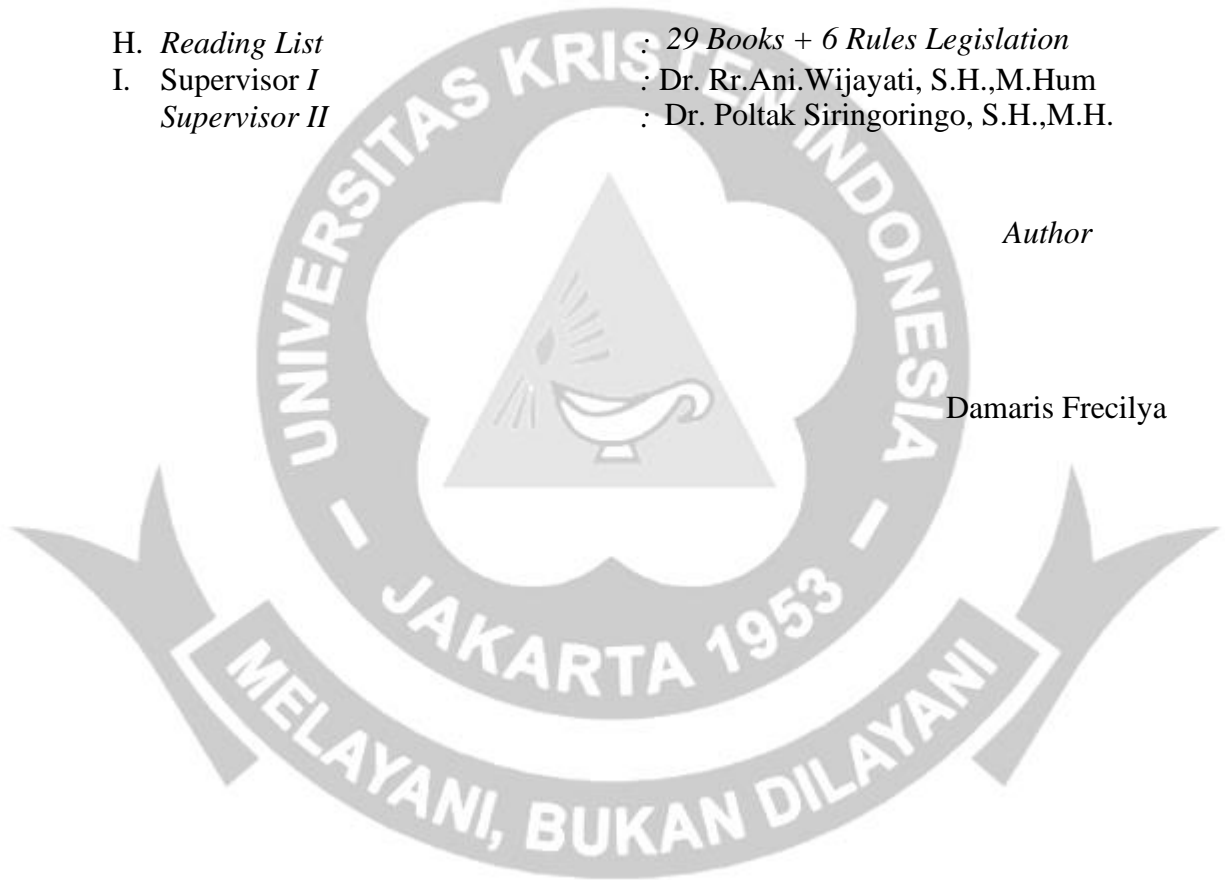 H. Reading List : 29 Books + 6 Rules Legislation
I. Supervisor I : Dr. Rr.Ani.Wijayati, S.H.,M.Hum
Supervisor II : Dr. Poltak Siringoringo, S.H.,M.H.
Author
Damaris Frecilya
UNIVERSITAS KRISTEN INDONESIA
- JAKARTA 1953 -
MELAYANI, BUKAN DILAYANI